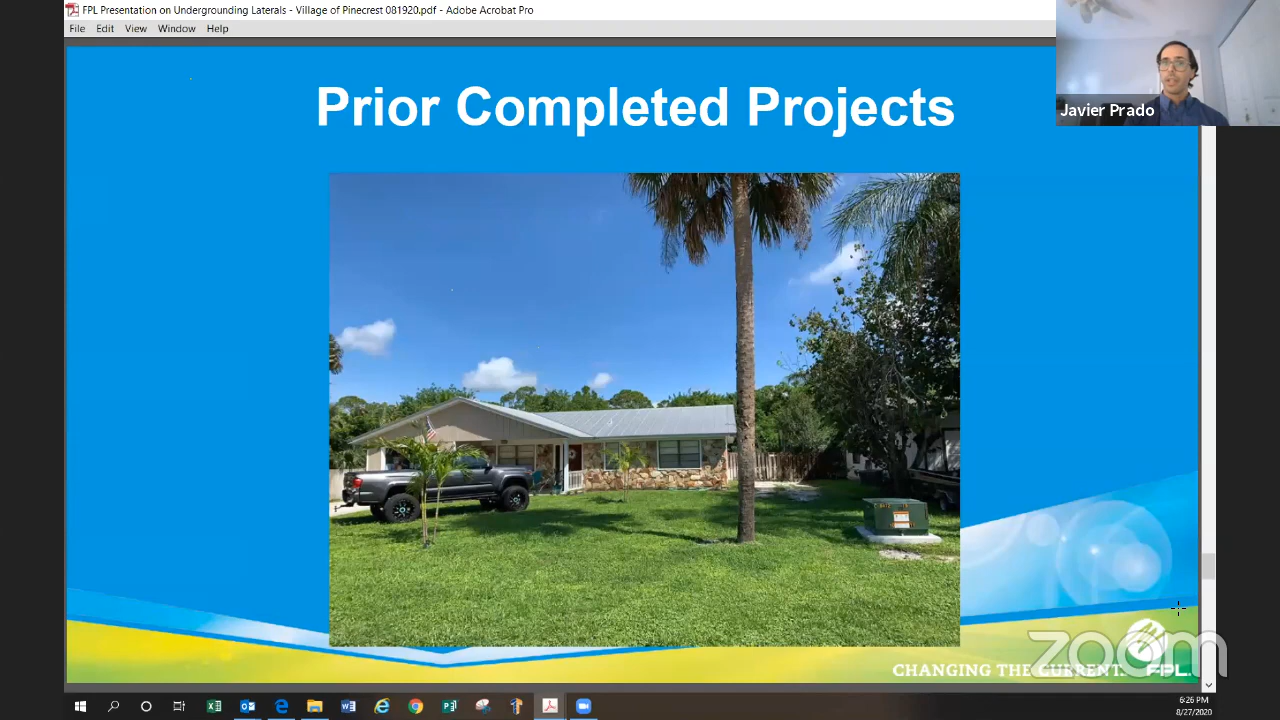 FPL Presentation on Undergrounding Laterals - Village of Pinecrest 081920.pdf - Adobe Acrobat Pro
File Edit View Window Help
Javier Prado
Prior Completed Projects
CHANGING THE CURRENT.
FPL.
zoom
6:26 PM
8/27/2020